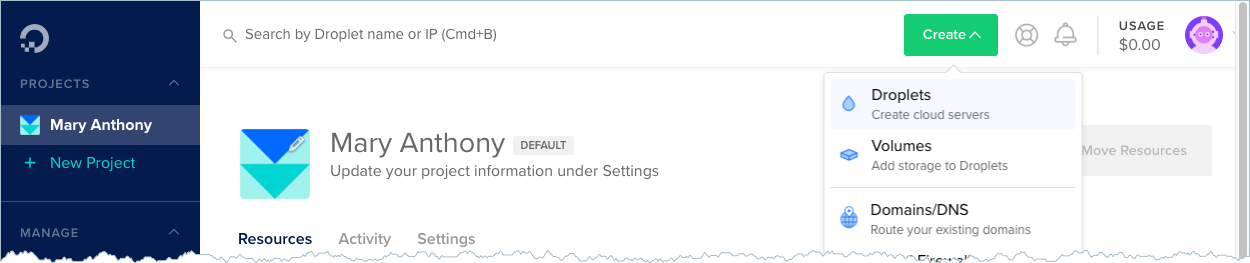 Search by Droplet name or IP (Cmd+B)
Create
USAGE
$0.00
PROJECTS
Mary Anthony
+ New Project
MANAGE
Mary Anthony DEFAULT
Update your project information under Settings
Move Resources
Resources Activity Settings
Droplets
Create cloud servers
Volumes
Add storage to Droplets
Domains/DNS
Route your existing domains